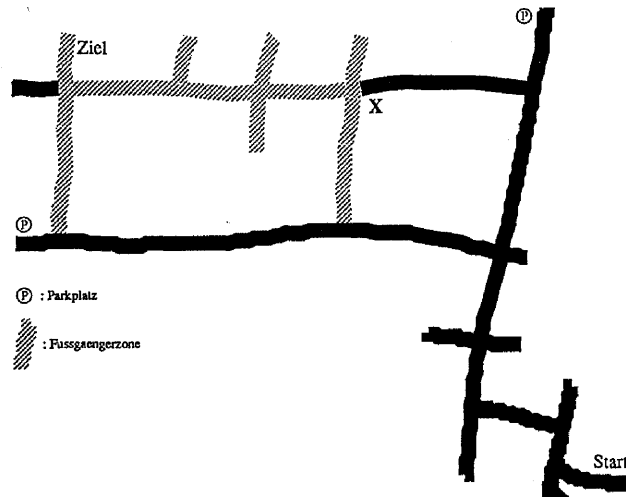 P
Ziel
X
P
P : Parkplatz
: Fussgaengerzone
Start